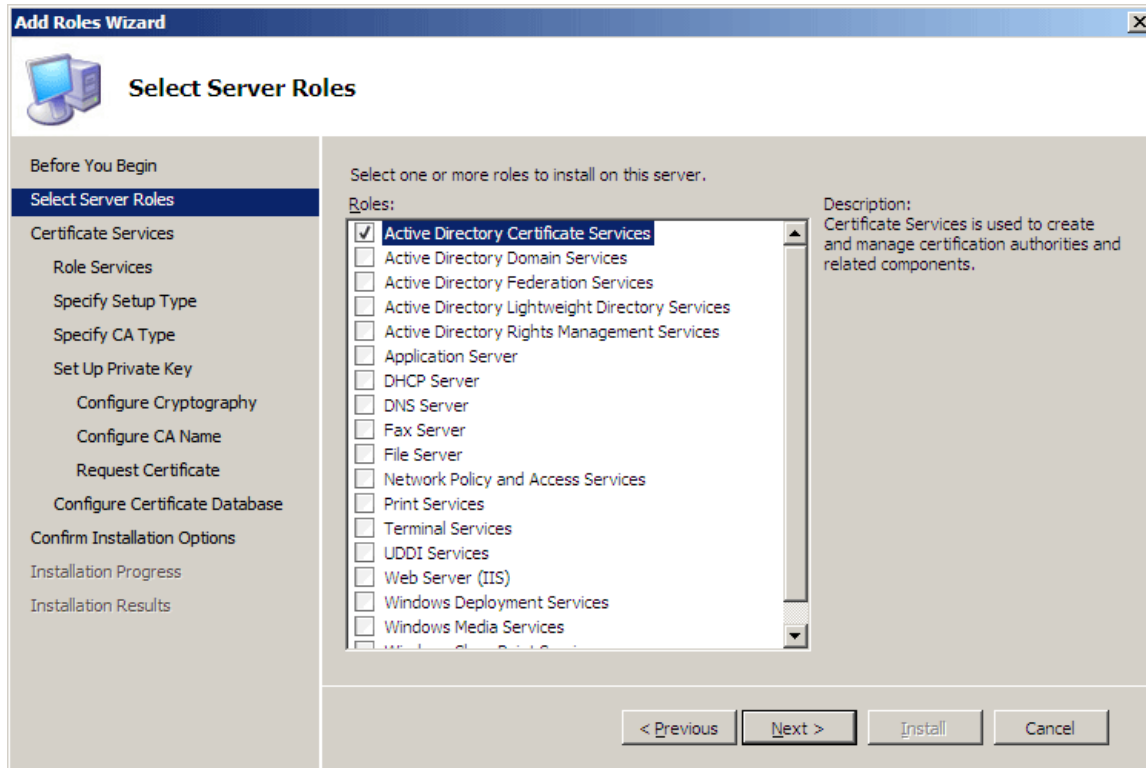 Add Roles Wizard
Select Server Roles
Before You Begin
Select Server Roles
Certificate Services
Role Services
Specify Setup Type
Specify CA Type
Set Up Private Key
Configure Cryptography
Configure CA Name
Request Certificate
Configure Certificate Database
Confirm Installation Options
Installation Progress
Installation Results
Select one or more roles to install on this server.
Roles:
Active Directory Certificate Services
Active Directory Domain Services
Active Directory Federation Services
Active Directory Lightweight Directory Services
Active Directory Rights Management Services
Application Server
DHCP Server
DNS Server
Fax Server
File Server
Network Policy and Access Services
Print Services
Terminal Services
UDDI Services
Web Server (IIS)
Windows Deployment Services
Windows Media Services
Description:
Certificate Services is used to create
and manage certification authorities and
related components.
< Previous
Next >
Install
Cancel